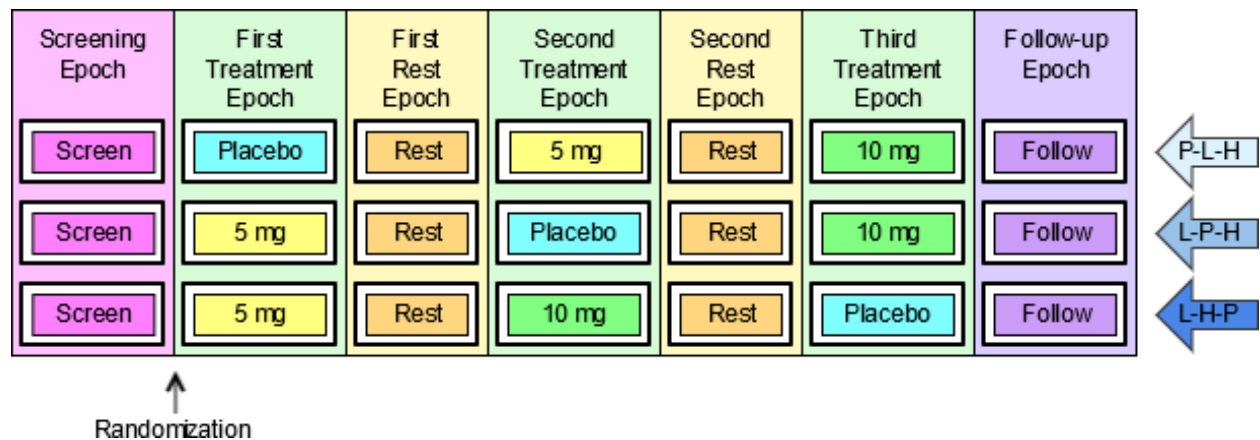 Screening
Epoch
First
Treatment
Epoch
First
Rest
Epoch
Second
Treatment
Epoch
Second
Rest
Epoch
Third
Treatment
Epoch
Follow-up
Epoch
Screen
Placebo
Rest
5 mg
Rest
10 mg
Follow
P-L-H
Screen
5 mg
Rest
Placebo
Rest
10 mg
Follow
L-P-H
Screen
5 mg
Rest
10 mg
Rest
Placebo
Follow
L-H-P
Randomization